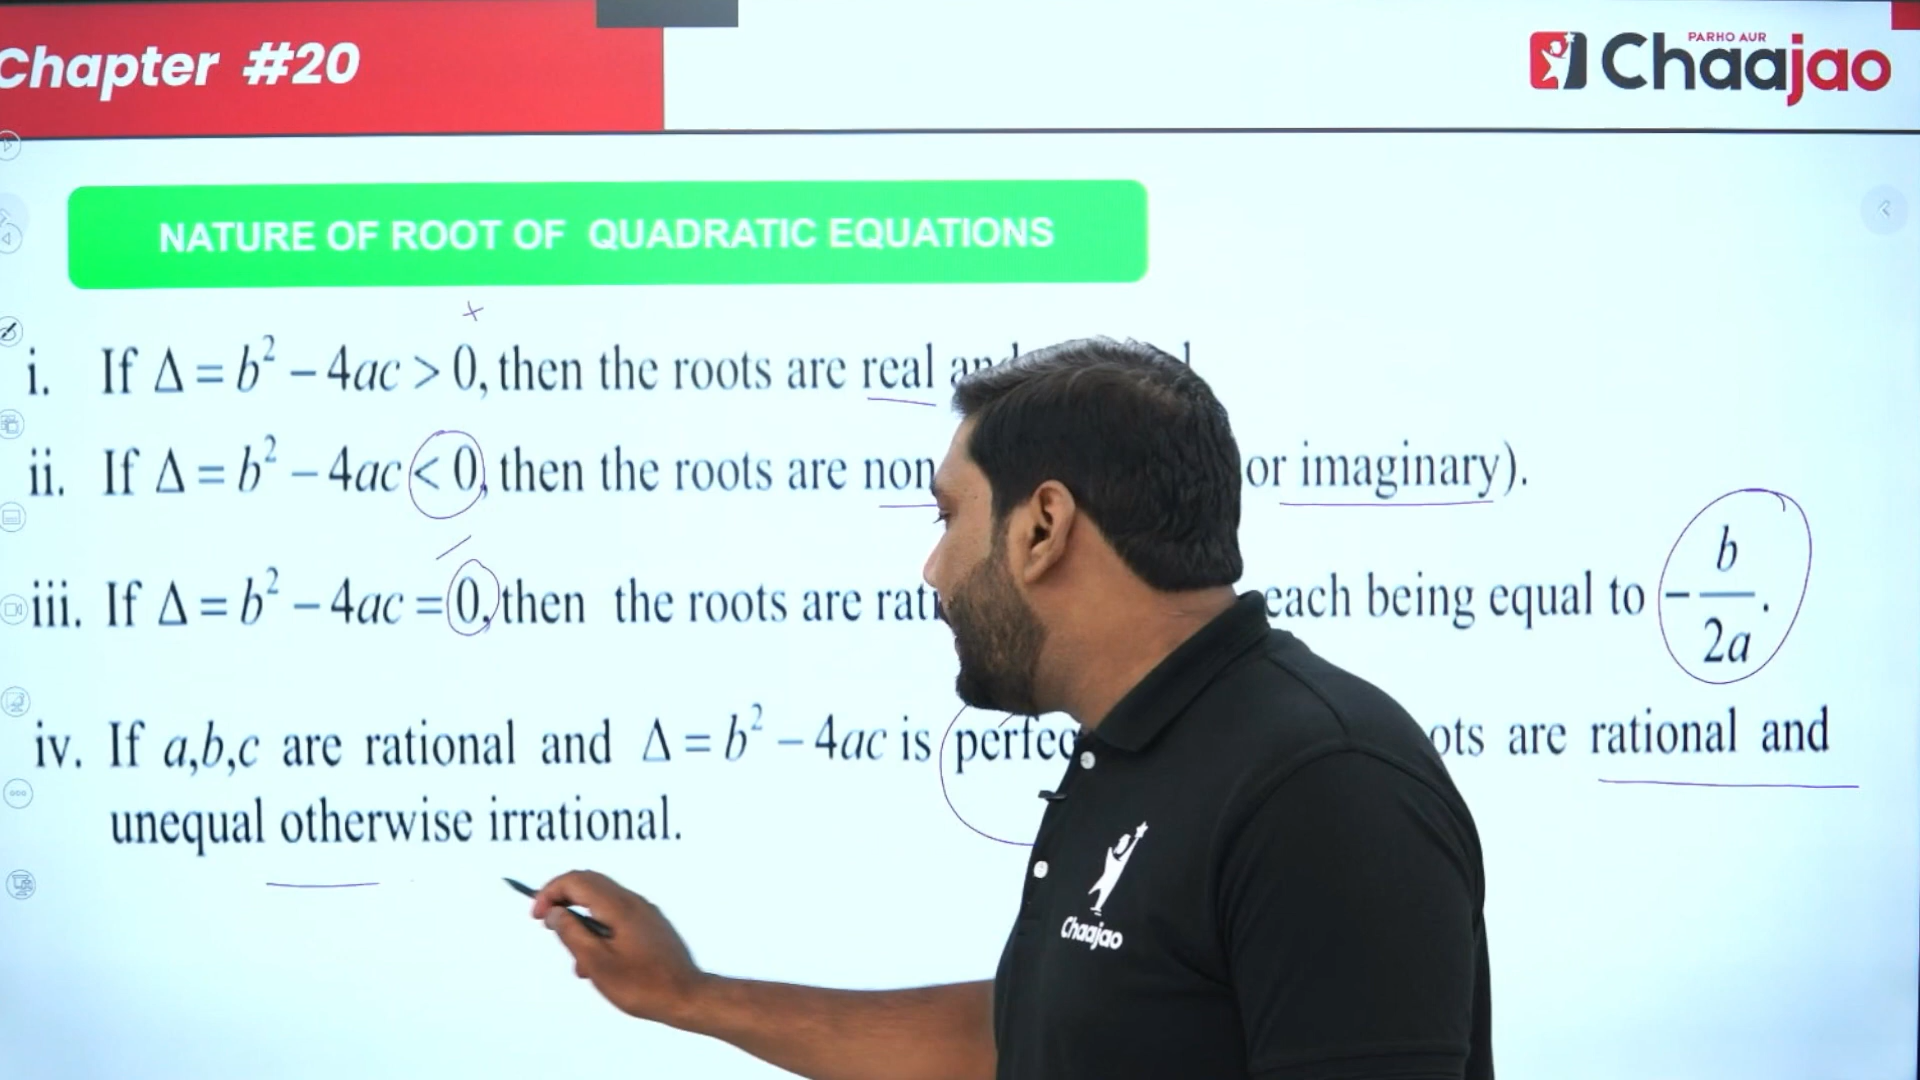 Chapter #20
PARHO AUR
Chaajao
NATURE OF ROOT OF QUADRATIC EQUATIONS
i. If Δ = b² – 4ac > 0, then the roots are real
ii. If Δ = b² – 4ac < 0, then the roots are non or imaginary).
iii. If Δ = b² – 4ac = 0, then the roots are each being equal to –b/2a.
iv. If a,b,c are rational and Δ = b² – 4ac is are rational and
unequal otherwise irrational.
Chaajao